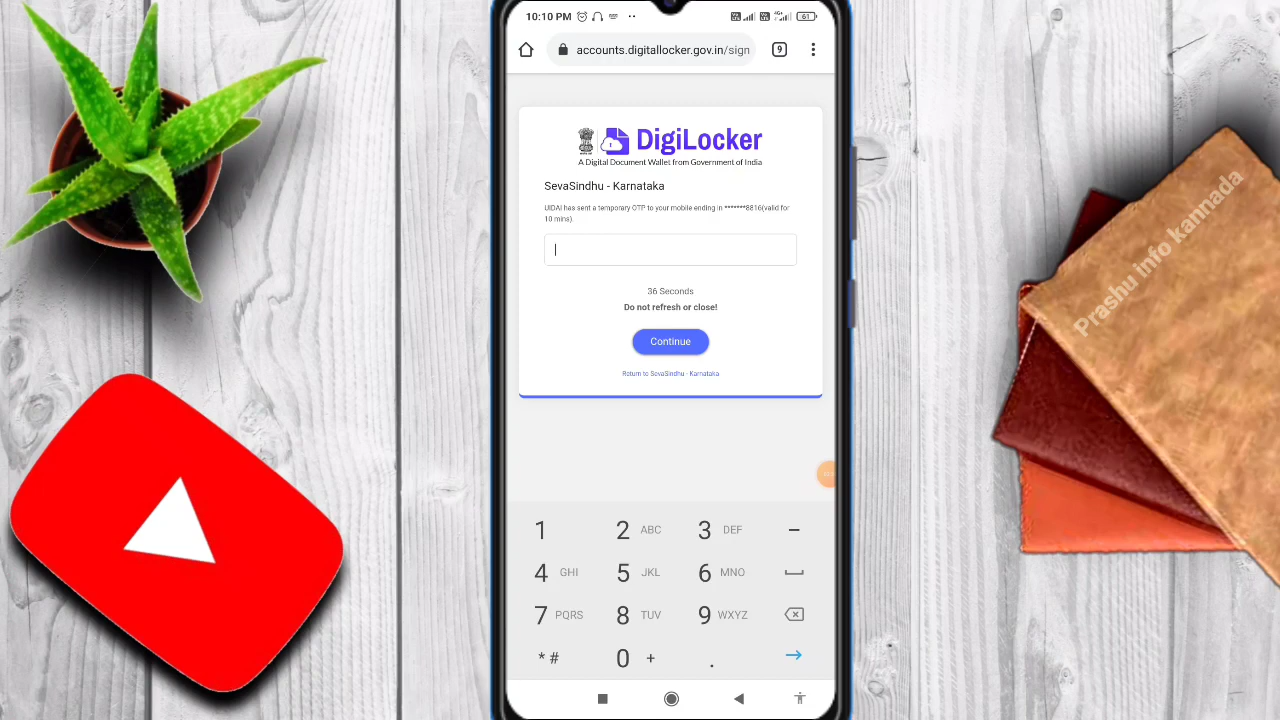 10:10 PM
61
accounts.digitallocker.gov.in/sign
9
DigiLocker
A Digital Document Wallet from Government of India
SevaSindhu - Karnataka
UIDAI has sent a temporary OTP to your mobile ending in *******8816(valid for
10 mins).
36 Seconds
Do not refresh or close!
Continue
Return to SevaSindhu - Karnataka
1 2 ABC 3 DEF –
4 GHI 5 JKL 6 MNO
7 PQRS 8 TUV 9 WXYZ
* # 0 + .
Prashu info kannada